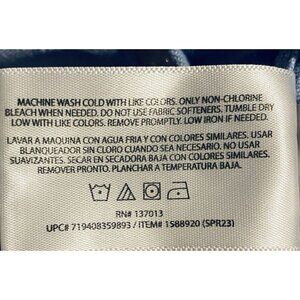 MACHINE WASH COLD WITH LIKE COLORS. ONLY NON-CHLORINE
BLEACH WHEN NEEDED. DO NOT USE FABRIC SOFTENERS. TUMBLE DRY
LOW WITH LIKE COLORS. REMOVE PROMPTLY. LOW IRON IF NEEDED.
LAVAR A MAQUINA CON AGUA FRIA Y CON COLORES SIMILARES. USAR
BLANQUEADOR SIN CLORO CUANDO SEA NECESARIO. NO USAR
SUAVIZANTES. SECAR EN SECADORA BAJA CON COLORES SIMILARES.
REMOVER PRONTO. PLANCHAR A TEMPERATURA BAJA.
RN# 137013
UPC# 719408359893 / ITEM# 1588920 (SPR23)